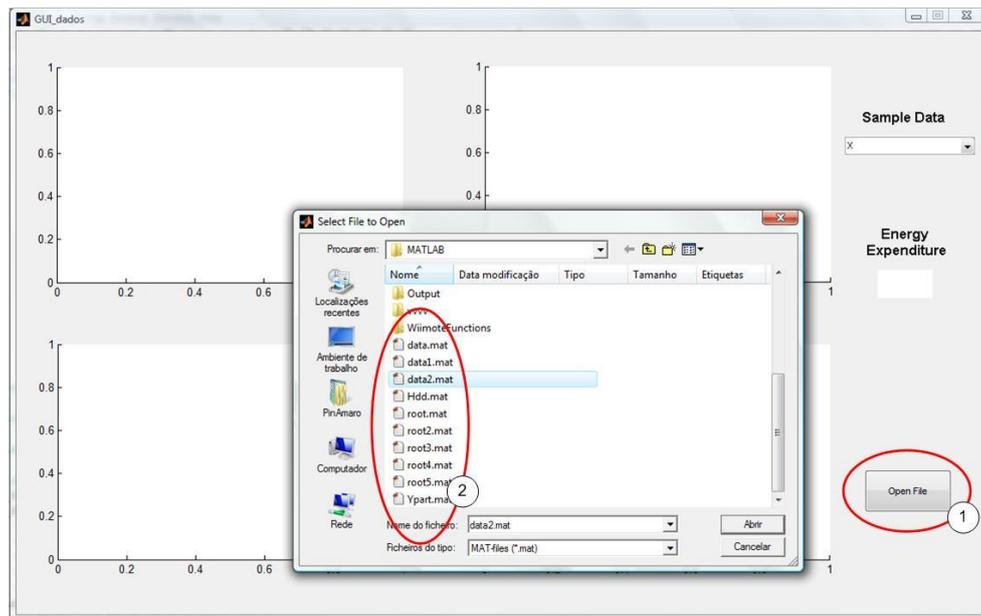 GUI_dados
1
0.8
0.6
0.4
0.2
0
0 0.2 0.4 0.6
1
0.8
0.6
0.4
1
Sample Data
X
Energy
Expenditure
Select File to Open
Procurar em: MATLAB
Nome Data modificação Tipo Tamanho Etiquetas
Output
WiimoteFunctions
data.mat
data1.mat
data2.mat
Hdd.mat
root.mat
root2.mat
root3.mat
root4.mat
root5.mat
Ypart.mat
2
Localizações
recentes
Ambiente de
trabalho
PinAmaro
Computador
Rede
Nome do ficheiro: data2.mat
Abrir
Ficheiros do tipo: MAT-files (*.mat)
Cancelar
1
0.8
0.6
0.4
0.2
0
0 0.2 0.4 0.6
1
Open File
1